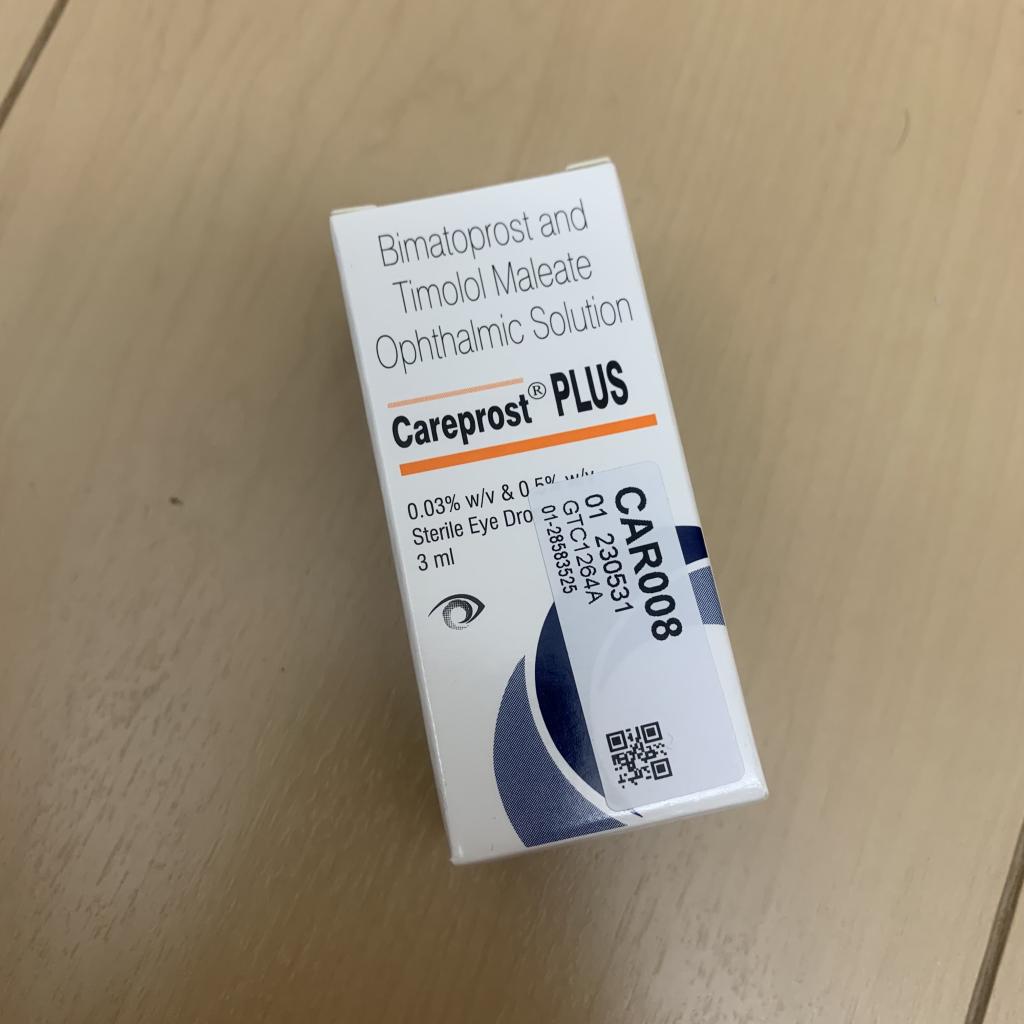 Bimatoprost and
Timolol Maleate
Ophthalmic Solution
Careprost® PLUS
0.03% w/v & 0.5% w/v
Sterile Eye Dro
3 ml
CAR008
01 230531
GTC1264A
01-28583525